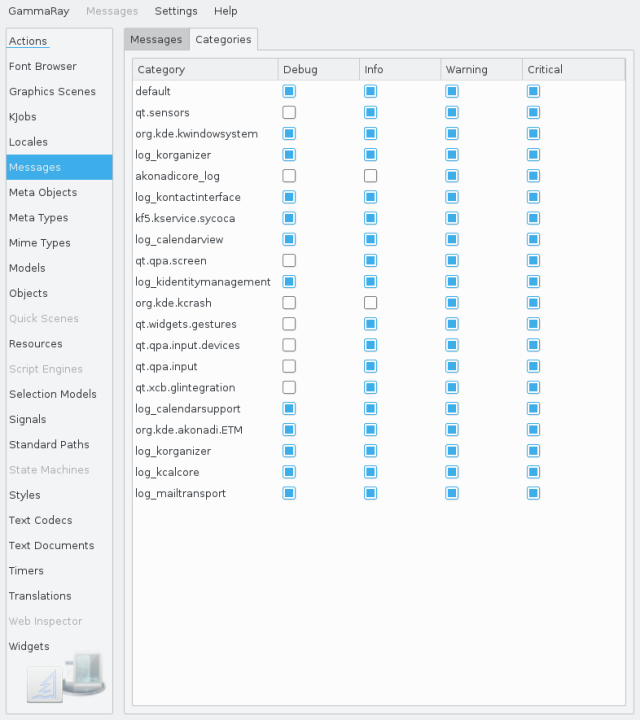 GammaRay Messages Settings Help
Actions
Font Browser
Graphics Scenes
KJobs
Locales
Messages
Meta Objects
Meta Types
Mime Types
Models
Objects
Quick Scenes
Resources
Script Engines
Selection Models
Signals
Standard Paths
State Machines
Styles
Text Codecs
Text Documents
Timers
Translations
Web Inspector
Widgets
Messages Categories
Category Debug Info Warning Critical
default
qt.sensors
org.kde.kwindowsystem
log_korganizer
akonadicore_log
log_kontactinterface
kf5.kservice.sycoca
log_calendarview
qt.qpa.screen
log_kidentitymanagement
org.kde.kcrash
qt.widgets.gestures
qt.qpa.input.devices
qt.qpa.input
qt.xcb.glintegration
log_calendarsupport
org.kde.akonadi.ETM
log_korganizer
log_kcalcore
log_mailtransport